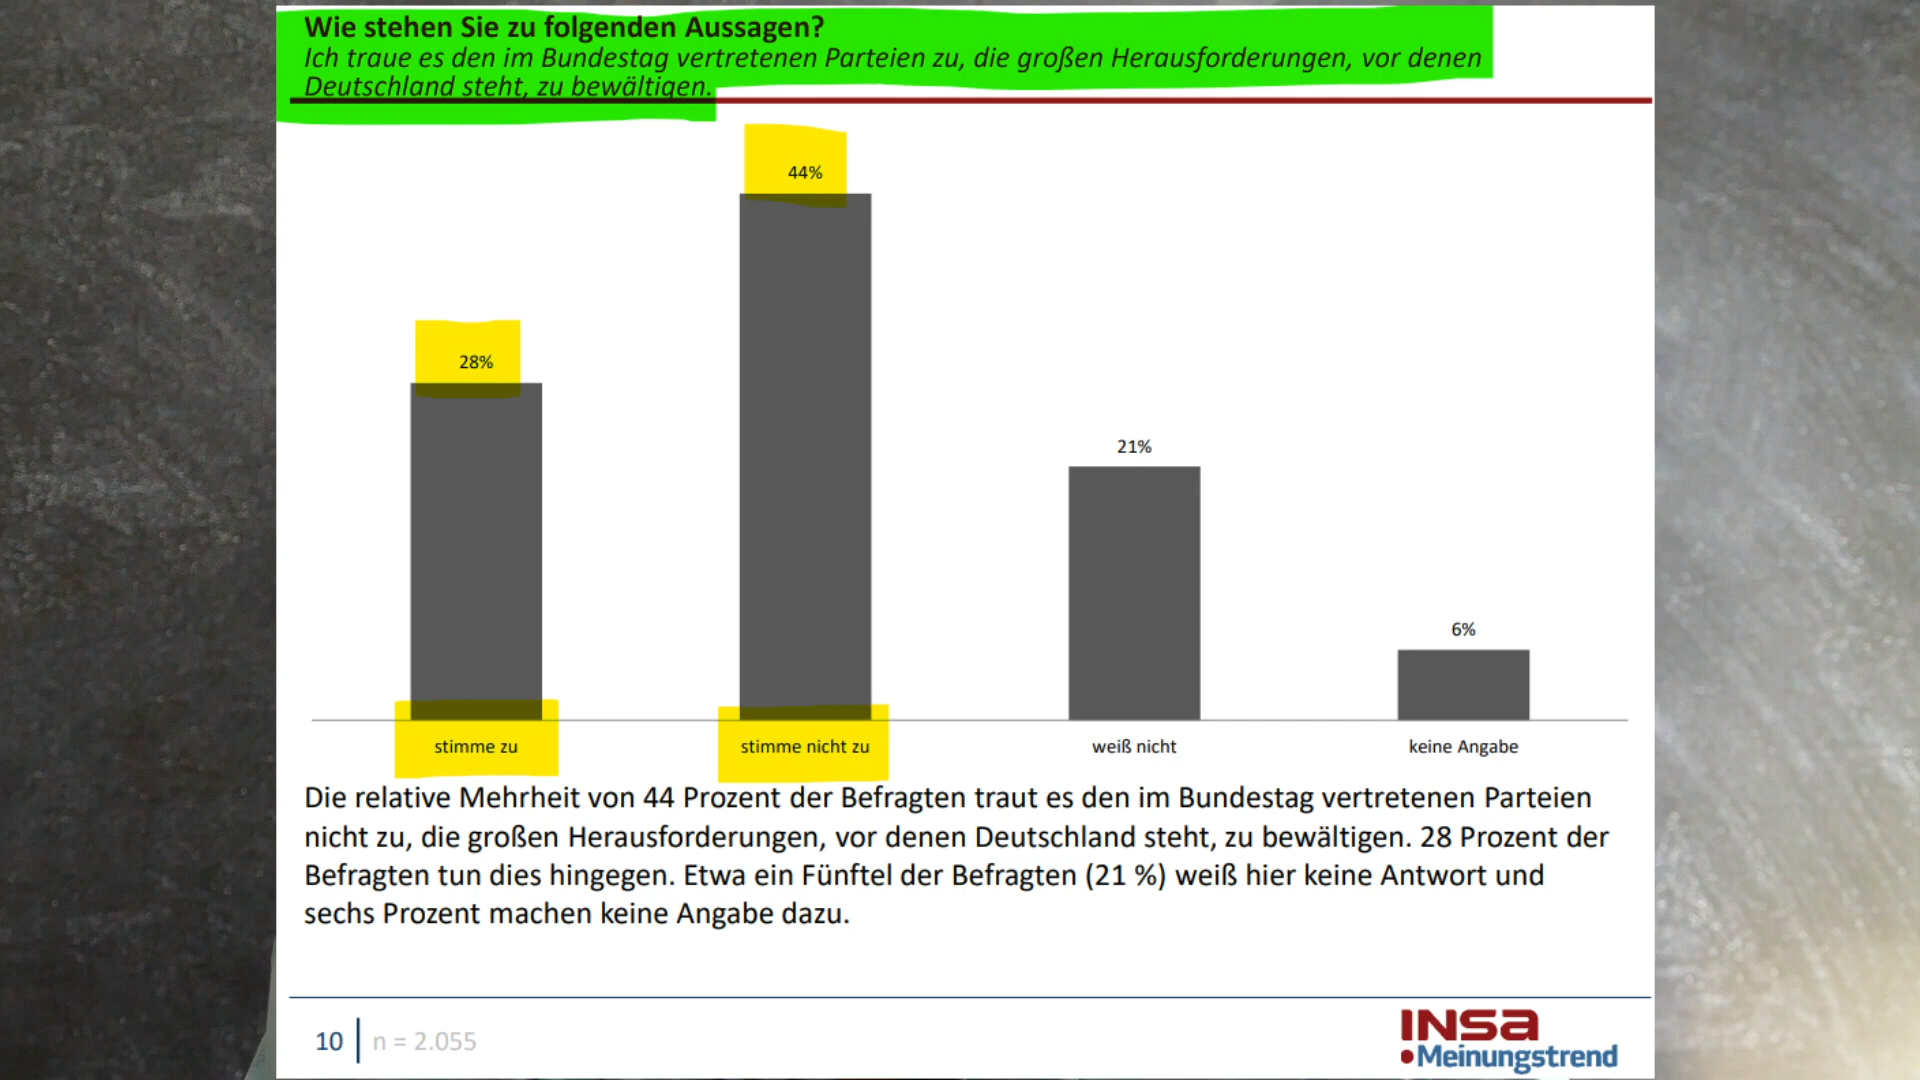 Wie stehen Sie zu folgenden Aussagen?
Ich traue es den im Bundestag vertretenen Parteien zu, die großen Herausforderungen, vor denen
Deutschland steht, zu bewältigen.
44%
28%
21%
6%
stimme zu
stimme nicht zu
weiß nicht
keine Angabe
Die relative Mehrheit von 44 Prozent der Befragten traut es den im Bundestag vertretenen Parteien
nicht zu, die großen Herausforderungen, vor denen Deutschland steht, zu bewältigen. 28 Prozent der
Befragten tun dies hingegen. Etwa ein Fünftel der Befragten (21 %) weiß hier keine Antwort und
sechs Prozent machen keine Angabe dazu.
10
n = 2.055
INSA
Meinungstrend